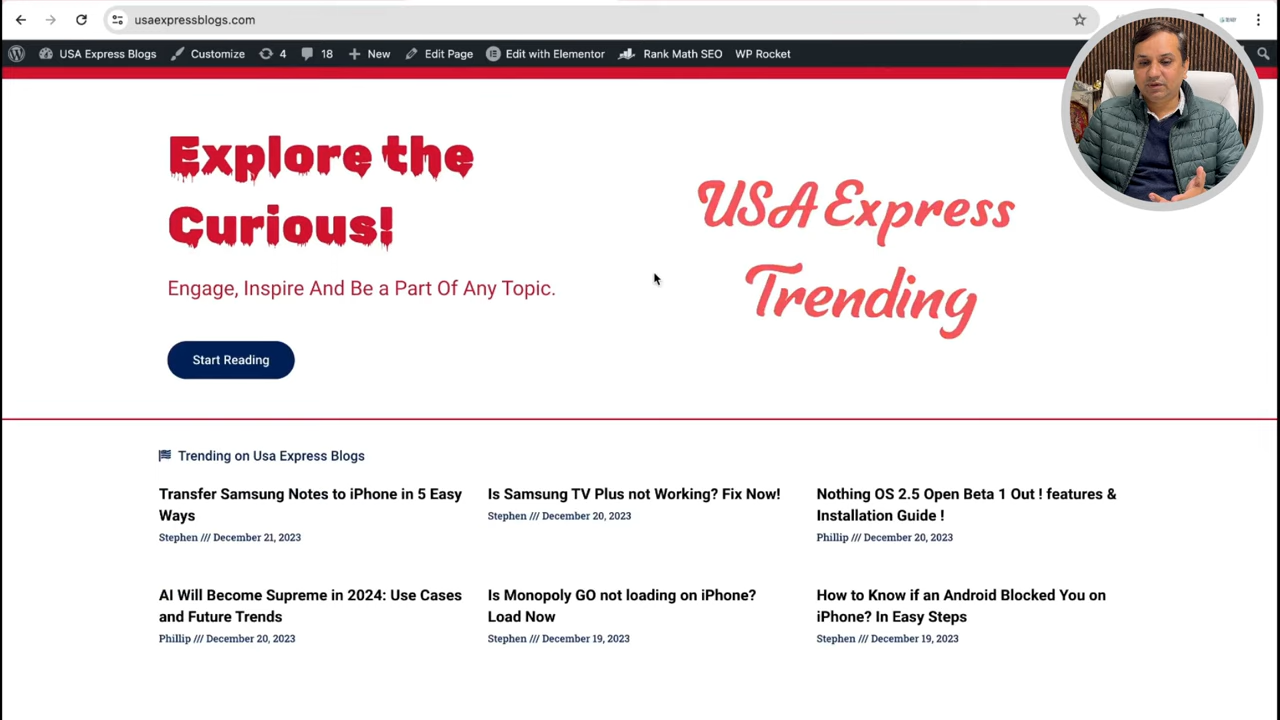 usaexpressblogs.com
USA Express Blogs Customize 4 18 New Edit Page Edit with Elementor Rank Math SEO WP Rocket
Explore the
Curious!
Engage, Inspire And Be a Part Of Any Topic.
Start Reading
USA Express
Trending
Trending on Usa Express Blogs
Transfer Samsung Notes to iPhone in 5 Easy
Ways
Stephen /// December 21, 2023
Is Samsung TV Plus not Working? Fix Now!
Stephen /// December 20, 2023
Nothing OS 2.5 Open Beta 1 Out ! features &
Installation Guide !
Phillip /// December 20, 2023
AI Will Become Supreme in 2024: Use Cases
and Future Trends
Phillip /// December 20, 2023
Is Monopoly GO not loading on iPhone?
Load Now
Stephen /// December 19, 2023
How to Know if an Android Blocked You on
iPhone? In Easy Steps
Stephen /// December 19, 2023